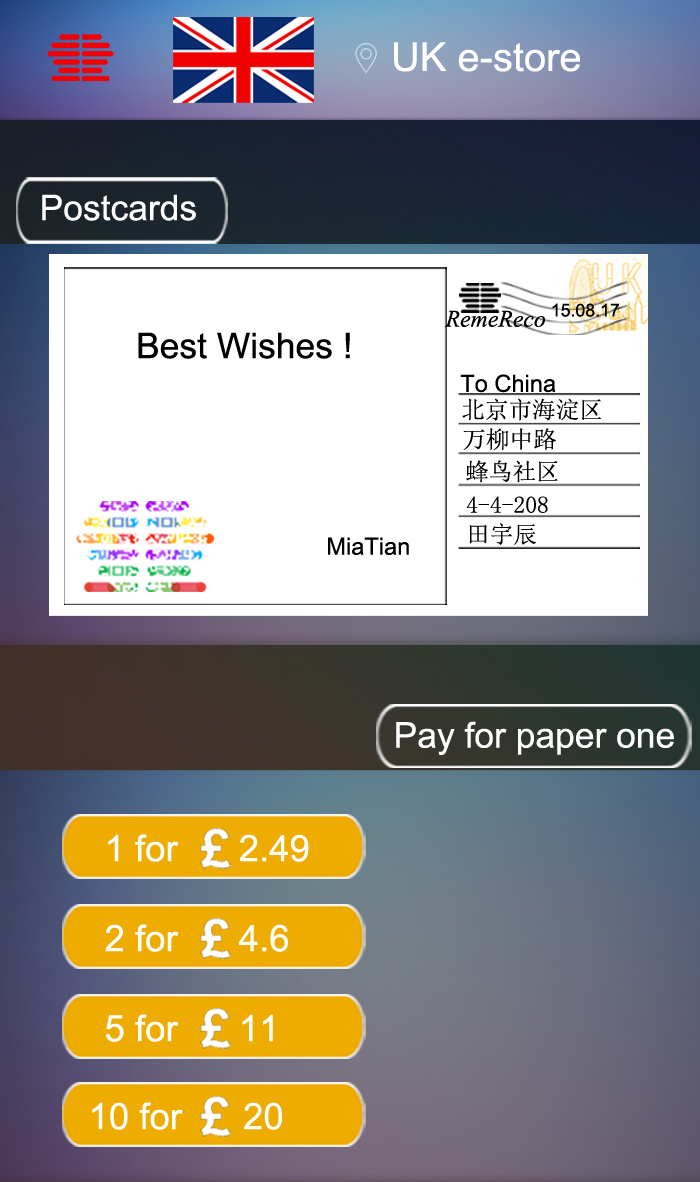 UK e-store
Postcards
Best Wishes !
MiaTian
RemeReco
15.08.17
To China
北京市海淀区
万柳中路
蜂鸟社区
4-4-208
田宇辰
Pay for paper one
1 for £ 2.49
2 for £ 4.6
5 for £ 11
10 for £ 20